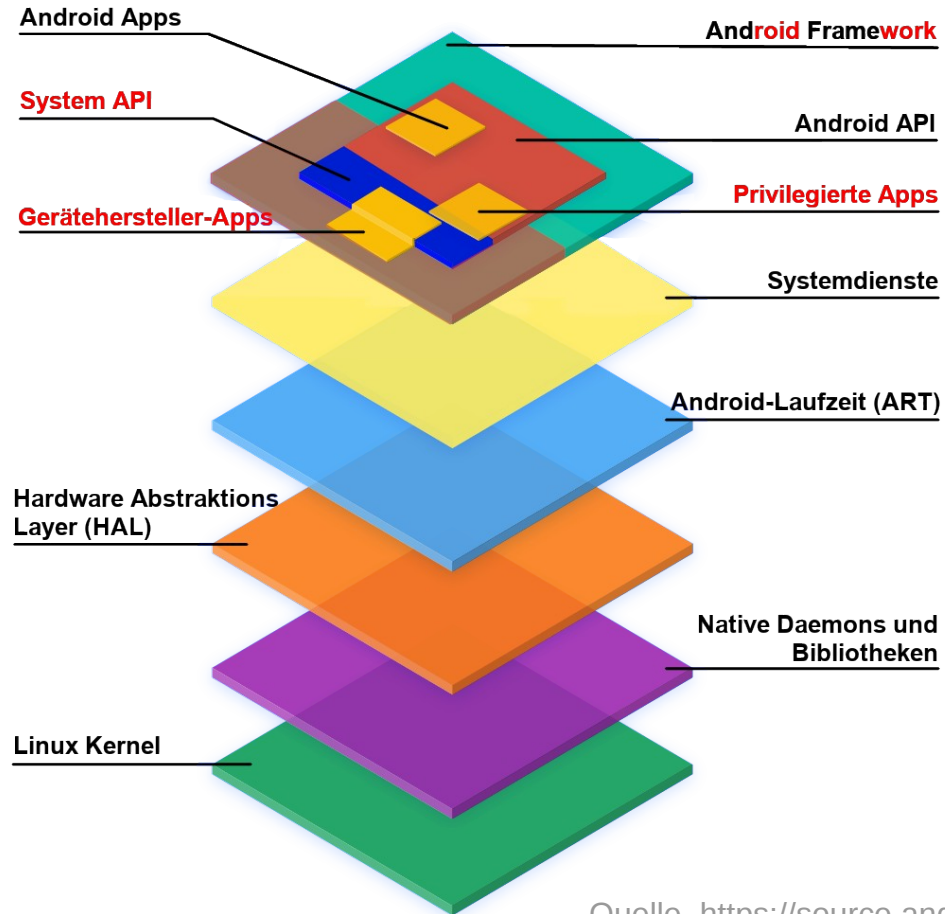 Android Apps
Android Framework
System API
Android API
Privilegierte Apps
Gerätehersteller-Apps
Systemdienste
Android-Laufzeit (ART)
Hardware Abstraktions
Layer (HAL)
Native Daemons und
Bibliotheken
Linux Kernel